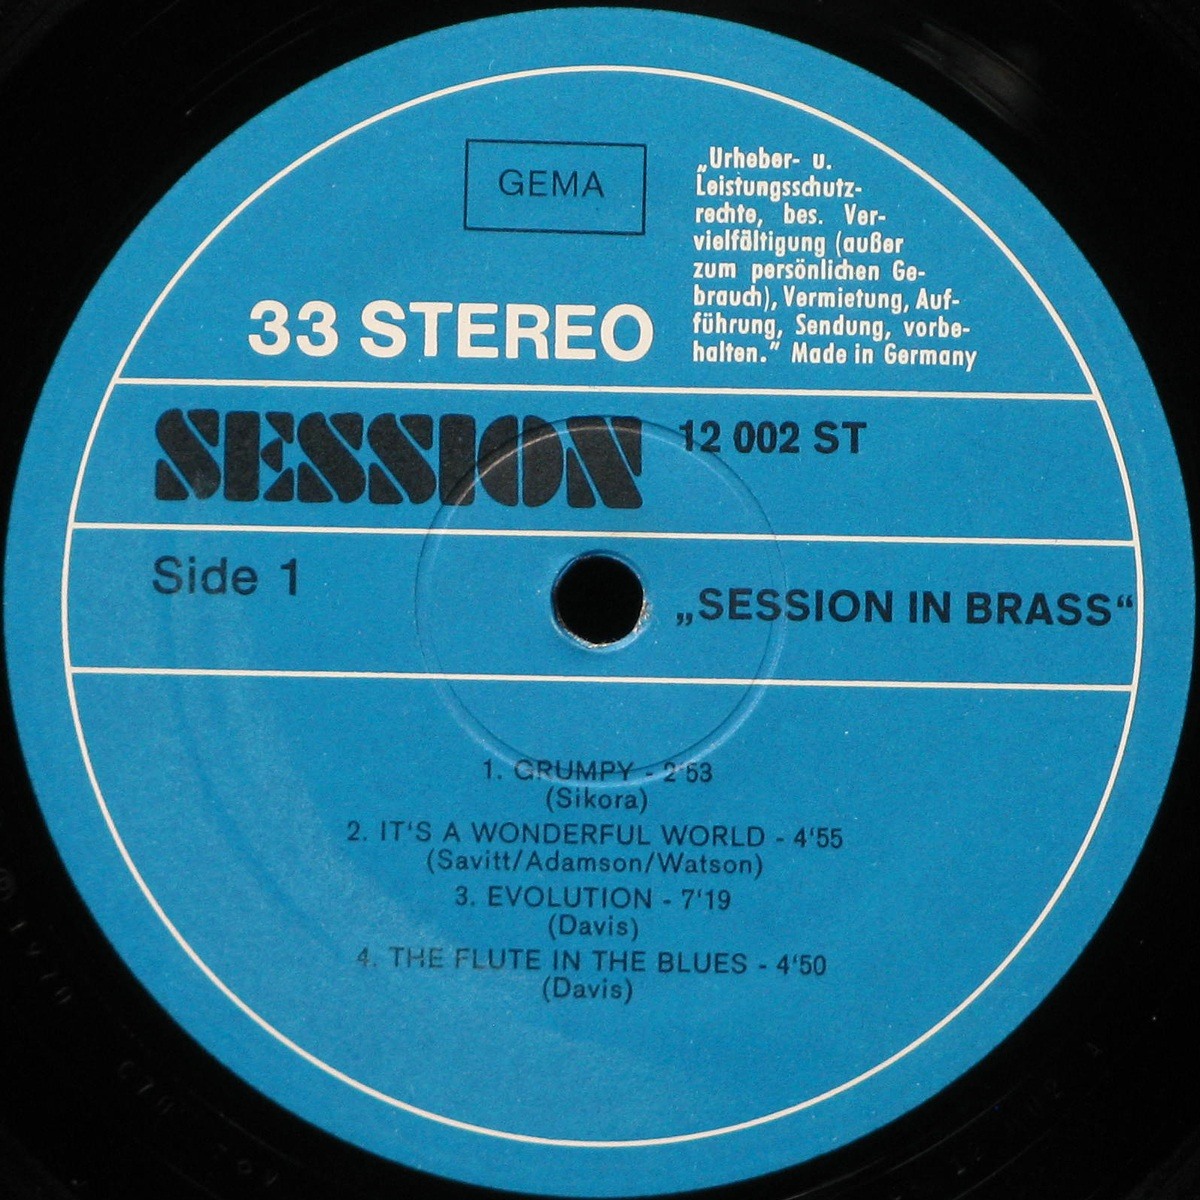 GEMA
„Urheber- u.
Leistungsschutz-
rechte, bes. Ver-
vielfältigung (außer
zum persönlichen Ge-
brauch), Vermietung, Auf-
führung, Sendung, vorbe-
halten.” Made in Germany
33 STEREO
SESSION
12 002 ST
Side 1
„SESSION IN BRASS“
1. GRUMPY - 2'53
(Sikora)
2. IT'S A WONDERFUL WORLD - 4'55
(Savitt/Adamson/Watson)
3. EVOLUTION - 7'19
(Davis)
4. THE FLUTE IN THE BLUES - 4'50
(Davis)